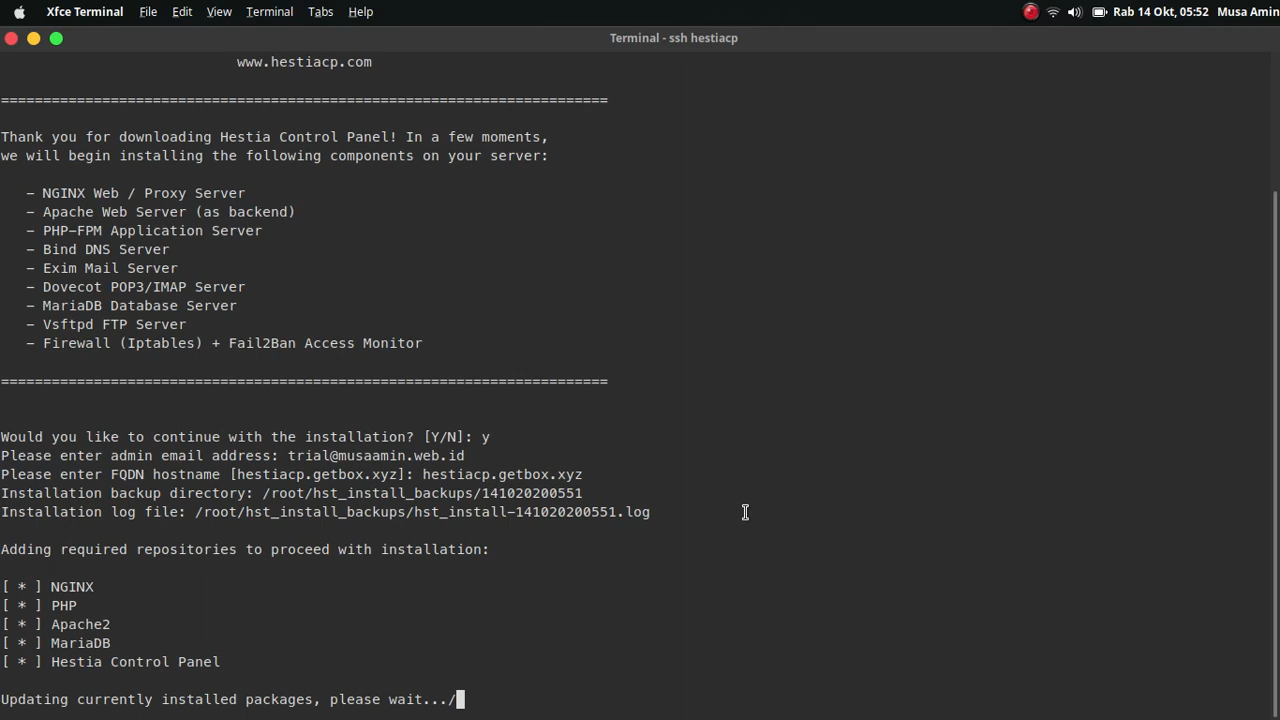 Xfce Terminal File Edit View Terminal Tabs Help Rab 14 Okt, 05:52 Musa Amin
Terminal - ssh hestiacp
www.hestiacp.com
========================================================================
Thank you for downloading Hestia Control Panel! In a few moments,
we will begin installing the following components on your server:
- NGINX Web / Proxy Server
- Apache Web Server (as backend)
- PHP-FPM Application Server
- Bind DNS Server
- Exim Mail Server
- Dovecot POP3/IMAP Server
- MariaDB Database Server
- Vsftpd FTP Server
- Firewall (Iptables) + Fail2Ban Access Monitor
========================================================================
Would you like to continue with the installation? [Y/N]: y
Please enter admin email address: trial@musaamin.web.id
Please enter FQDN hostname [hestiacp.getbox.xyz]: hestiacp.getbox.xyz
Installation backup directory: /root/hst_install_backups/141020200551
Installation log file: /root/hst_install_backups/hst_install-141020200551.log
Adding required repositories to proceed with installation:
[ * ] NGINX
[ * ] PHP
[ * ] Apache2
[ * ] MariaDB
[ * ] Hestia Control Panel
Updating currently installed packages, please wait.../